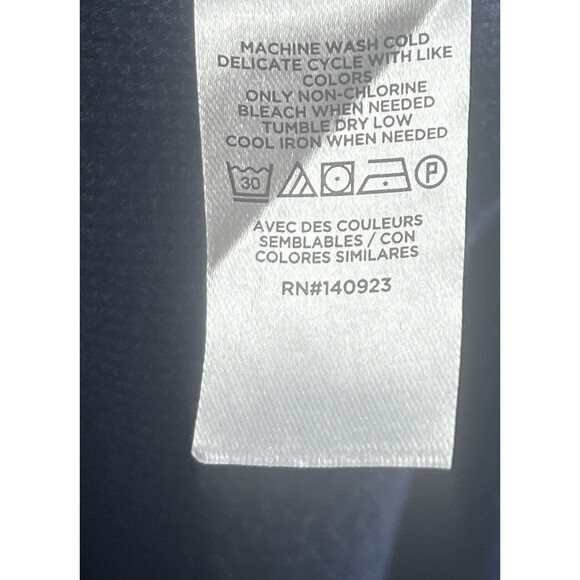 MACHINE WASH COLD
DELICATE CYCLE WITH LIKE
COLORS
ONLY NON-CHLORINE
BLEACH WHEN NEEDED
TUMBLE DRY LOW
COOL IRON WHEN NEEDED
30 P
AVEC DES COULEURS
SEMBLABLES / CON
COLORES SIMILARES
RN#140923